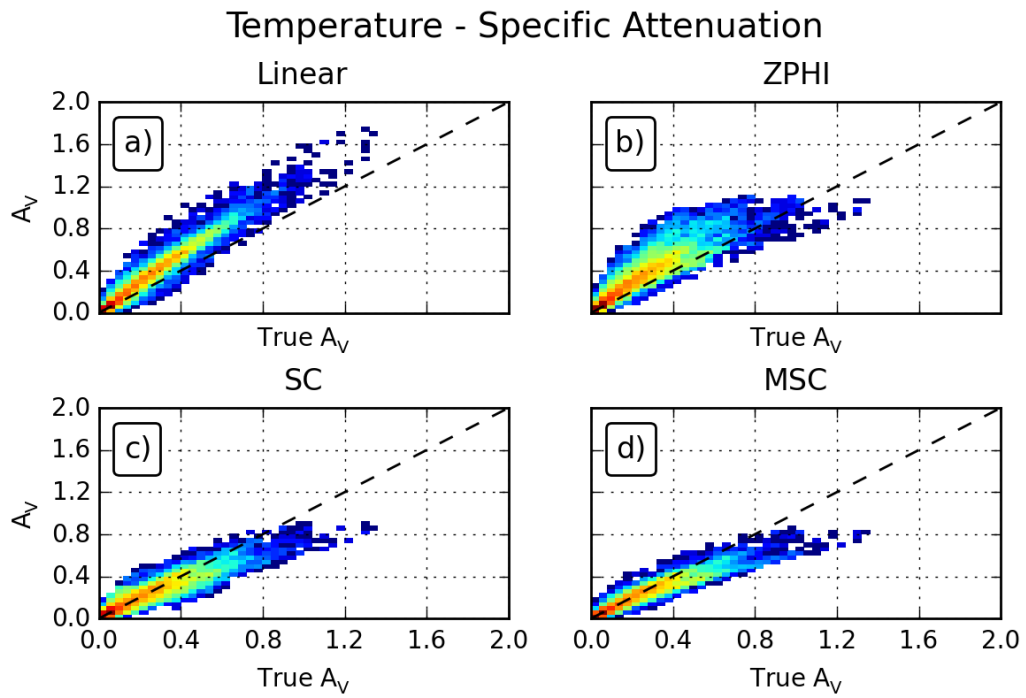 Temperature - Specific Attenuation
Linear
ZPHI
2.0
1.6
1.2
0.8
0.4
0.0
A_V
a)
b)
True A_V
True A_V
SC
MSC
2.0
1.6
1.2
0.8
0.4
0.0
A_V
c)
d)
0.0 0.4 0.8 1.2 1.6 2.0
0.0 0.4 0.8 1.2 1.6 2.0
True A_V
True A_V